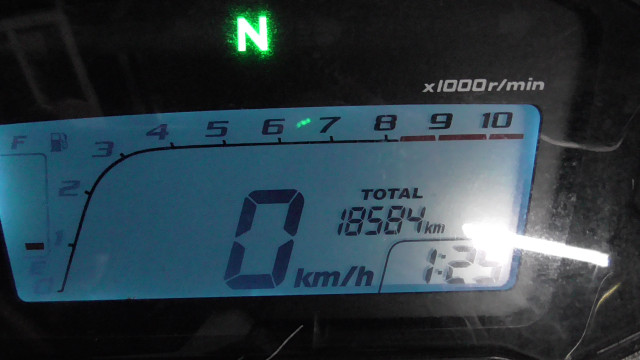 N
x1000r/min
F 3 4 5 6 7 8 9 10
2
TOTAL
18584km
1
0 km/h
E